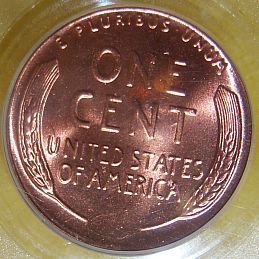 E PLURIBUS UNUM
ONE
CENT
UNITED STATES
OF AMERICA